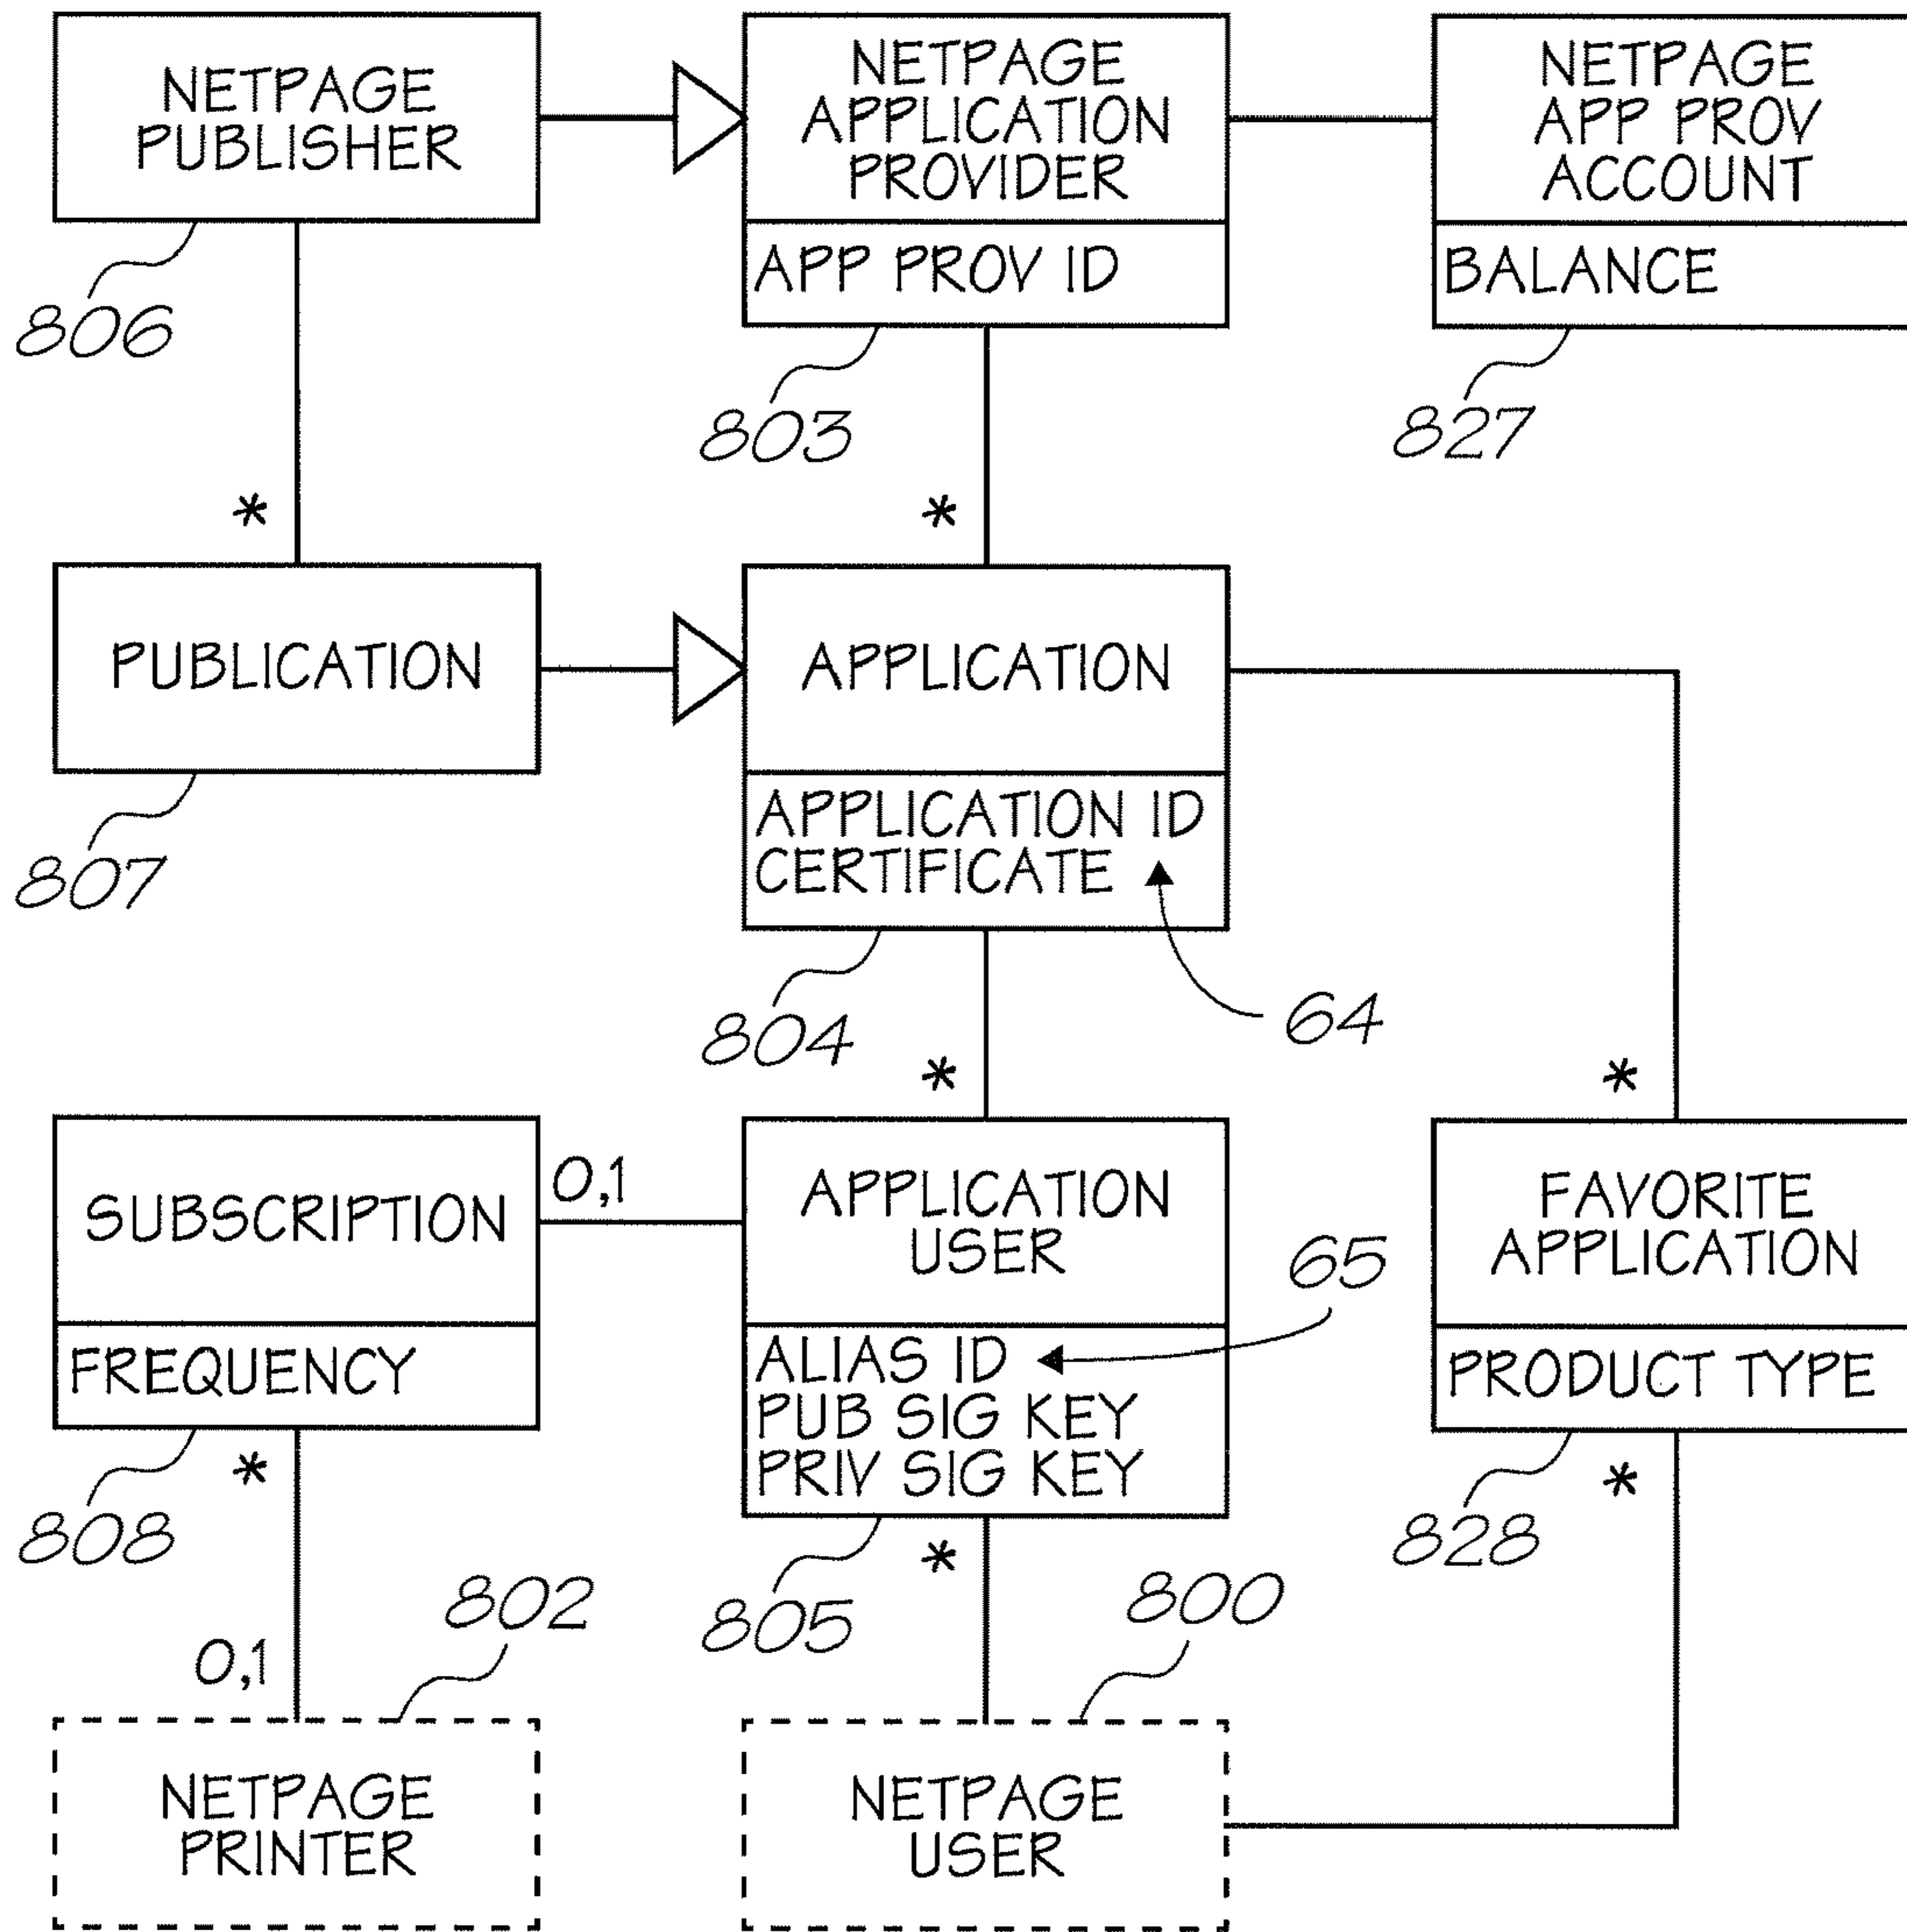 NETPAGE
PUBLISHER
NETPAGE
APPLICATION
PROVIDER
APP PROV ID
NETPAGE
APP PROV
ACCOUNT
BALANCE
806
803
827
*
*
PUBLICATION
APPLICATION
APPLICATION ID
CERTIFICATE
807
804
64
*
*
SUBSCRIPTION
FREQUENCY
0,1
APPLICATION
USER
ALIAS ID
PUB SIG KEY
PRIV SIG KEY
65
FAVORITE
APPLICATION
PRODUCT TYPE
808
*
805
*
828
*
802
800
0,1
NETPAGE
PRINTER
NETPAGE
USER